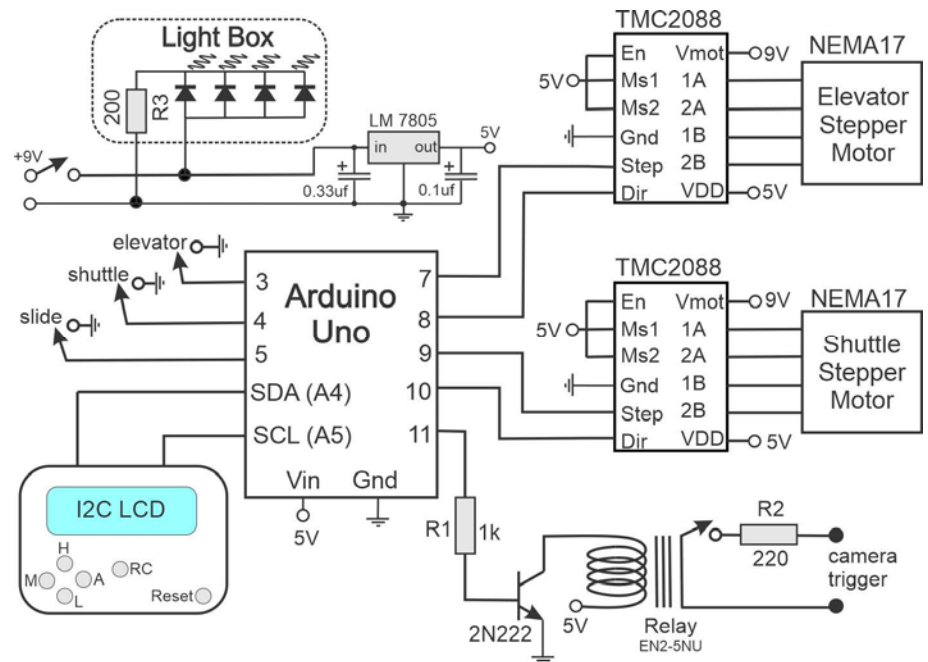 Light Box
200
R3
+9V
LM 7805
in
out
5V
+
0.33uf
+
0.1uf
TMC2088
En
Vmot
9V
5V
Ms1
1A
Ms2
2A
Gnd
1B
Step
2B
Dir
VDD
5V
NEMA17
Elevator
Stepper
Motor
elevator
shuttle
slide
Arduino
Uno
3
4
5
SDA (A4)
SCL (A5)
7
8
9
10
11
Vin
Gnd
5V
TMC2088
En
Vmot
9V
5V
Ms1
1A
Ms2
2A
Gnd
1B
Step
2B
Dir
VDD
5V
NEMA17
Shuttle
Stepper
Motor
I2C LCD
H
M
A
L
RC
Reset
R1
1k
2N222
5V
Relay
EN2-5NU
R2
220
camera
trigger